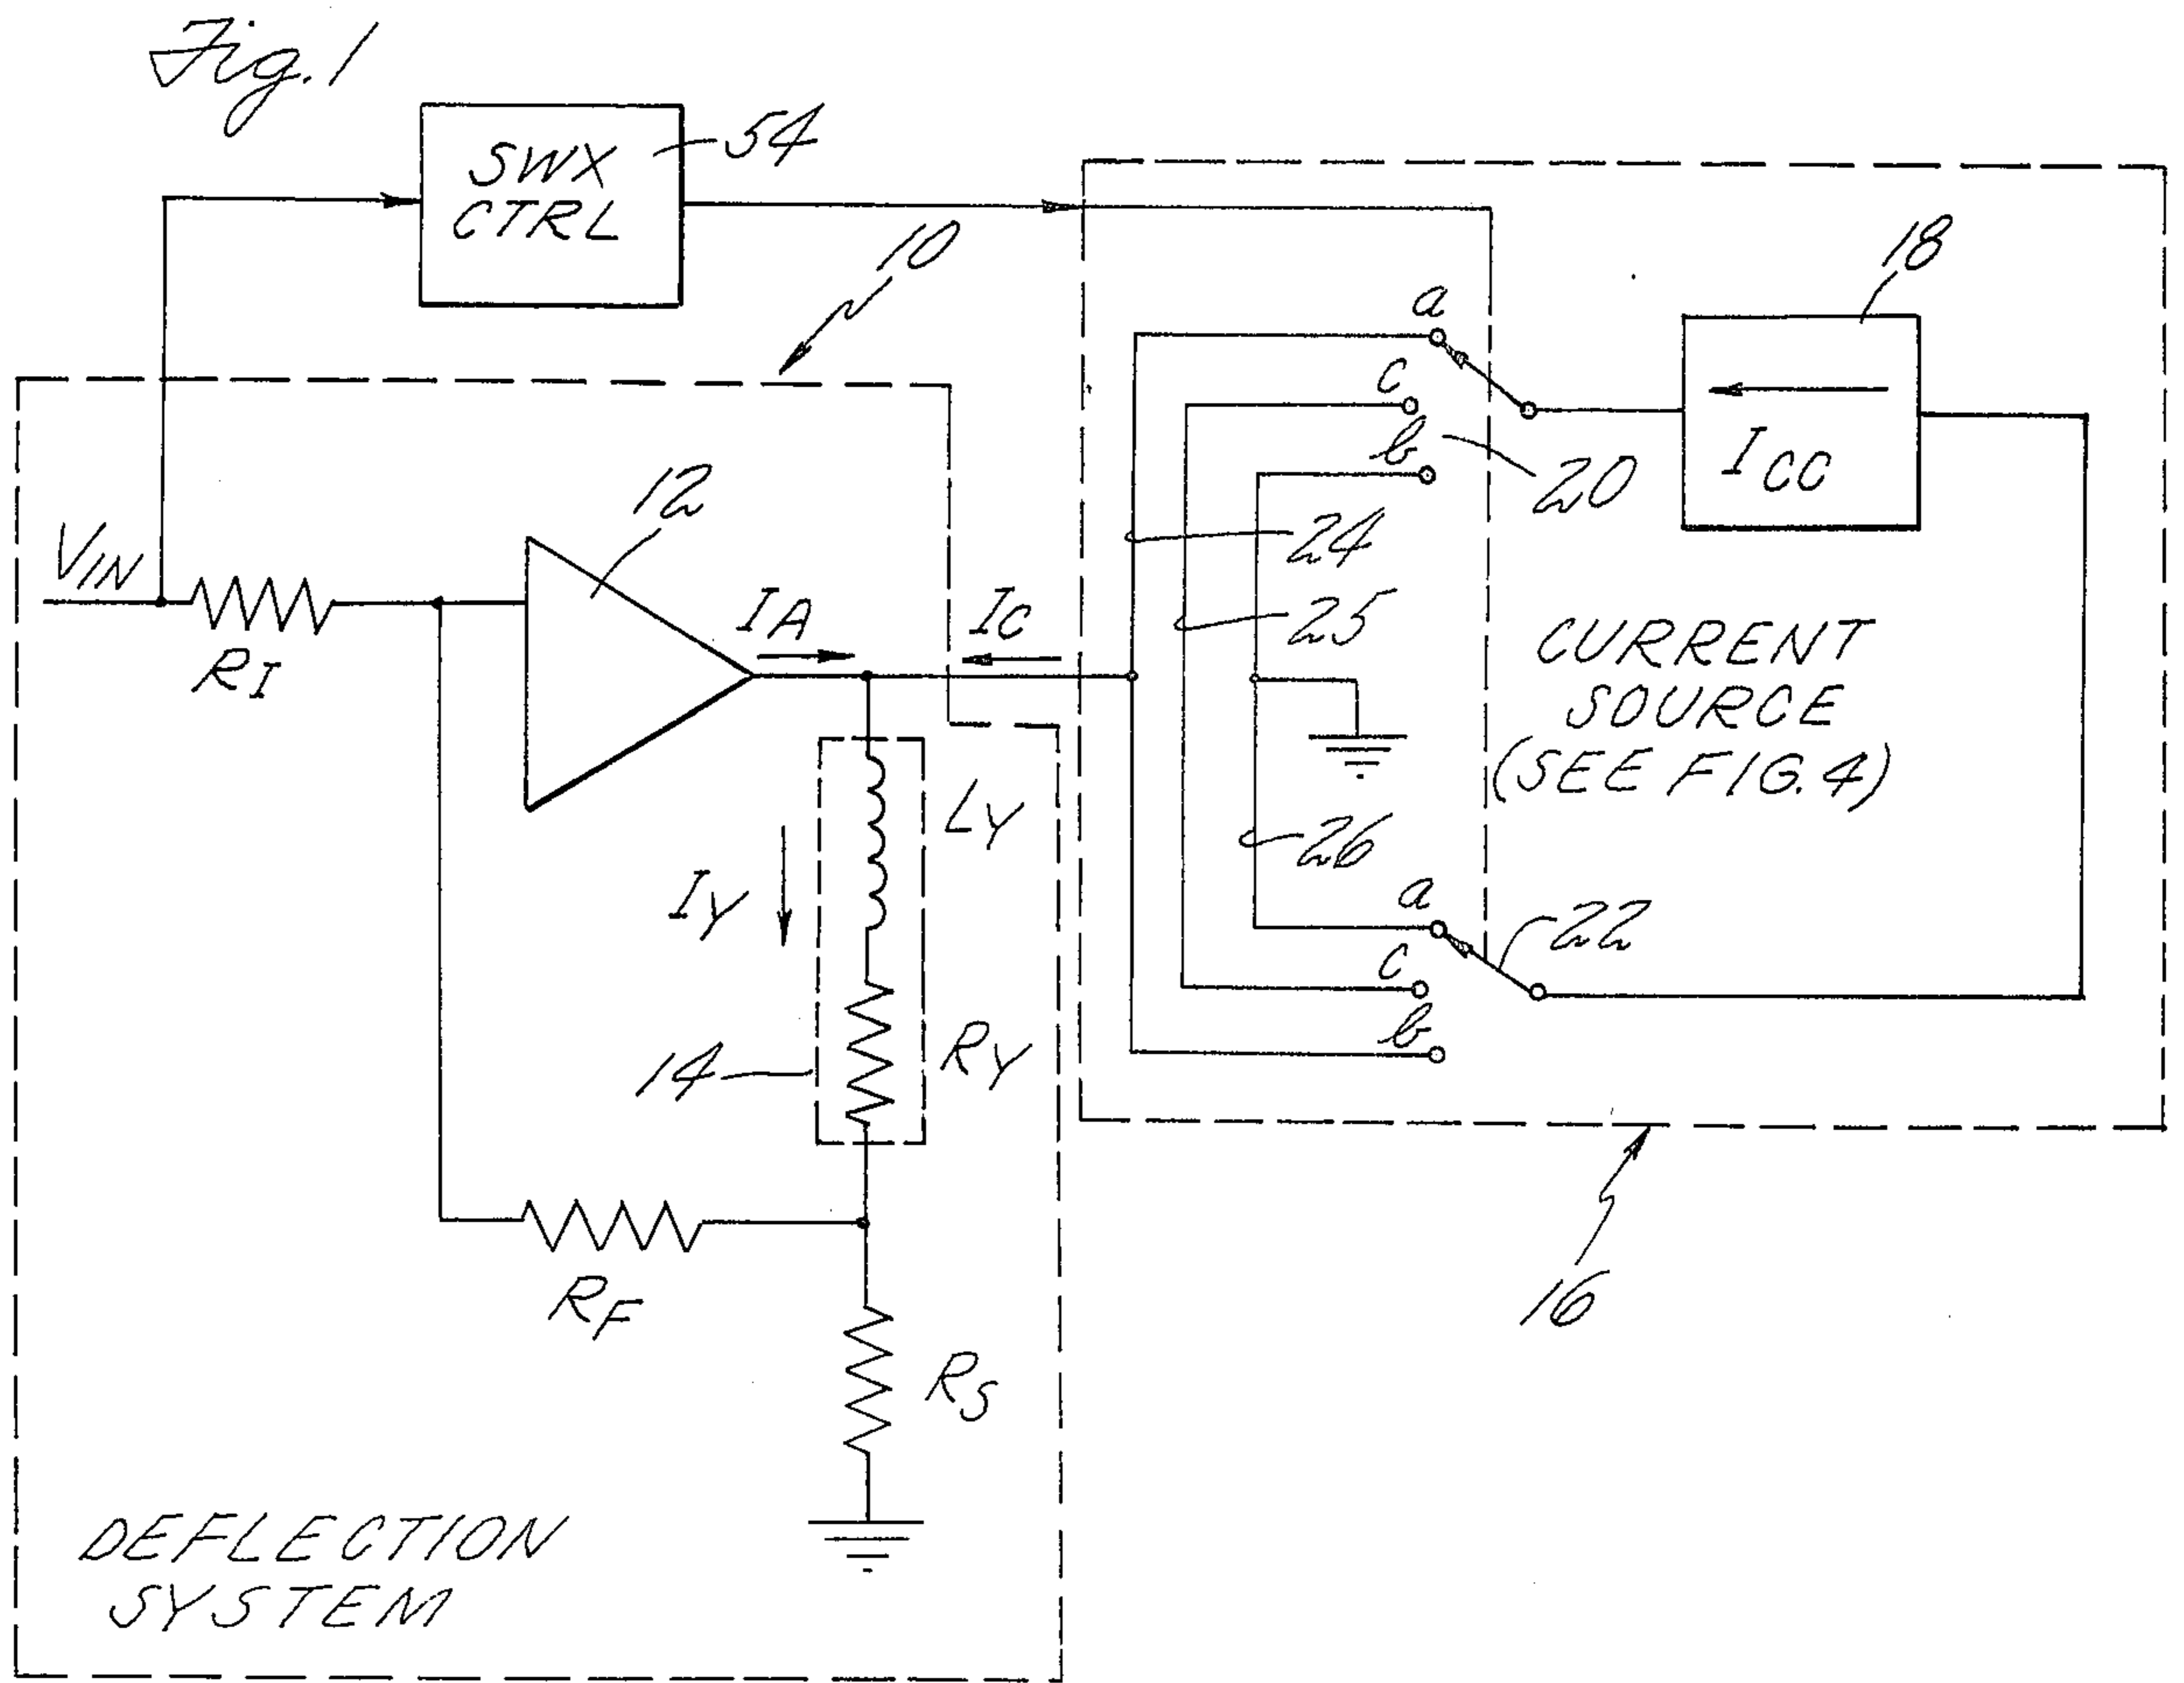 Fig. 1
SWX
CTRL
54
10
18
a
c
b
20
ICC
12
VIN
RI
IA
IC
24
25
CURRENT
SOURCE
(SEE FIG. 4)
LY
IY
26
a
c
b
22
14
RY
RF
RS
16
DEFLECTION
SYSTEM